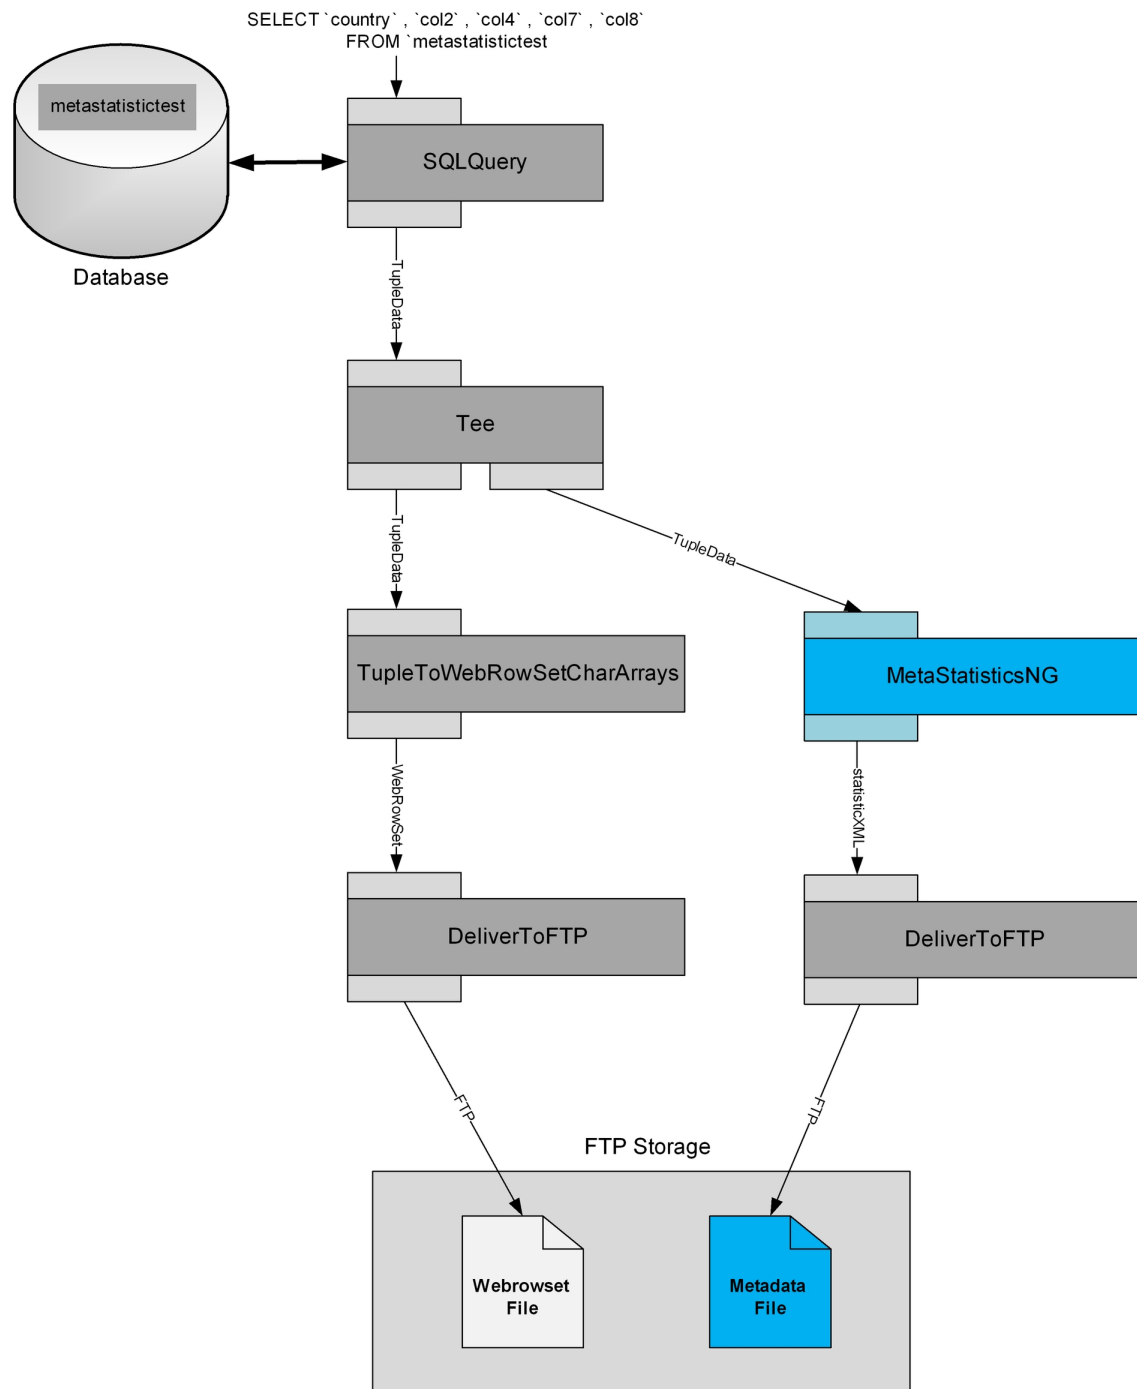 SELECT `country` , `col2` , `col4` , `col7` , `col8`
FROM `metastatistictest
metastatistictest
SQLQuery
Database
TupleData
Tee
TupleData
TupleData
TupleToWebRowSetCharArrays
MetaStatisticsNG
WebRowSet
statisticXML
DeliverToFTP
DeliverToFTP
FTP
FTP
FTP Storage
Webrowset
File
Metadata
File